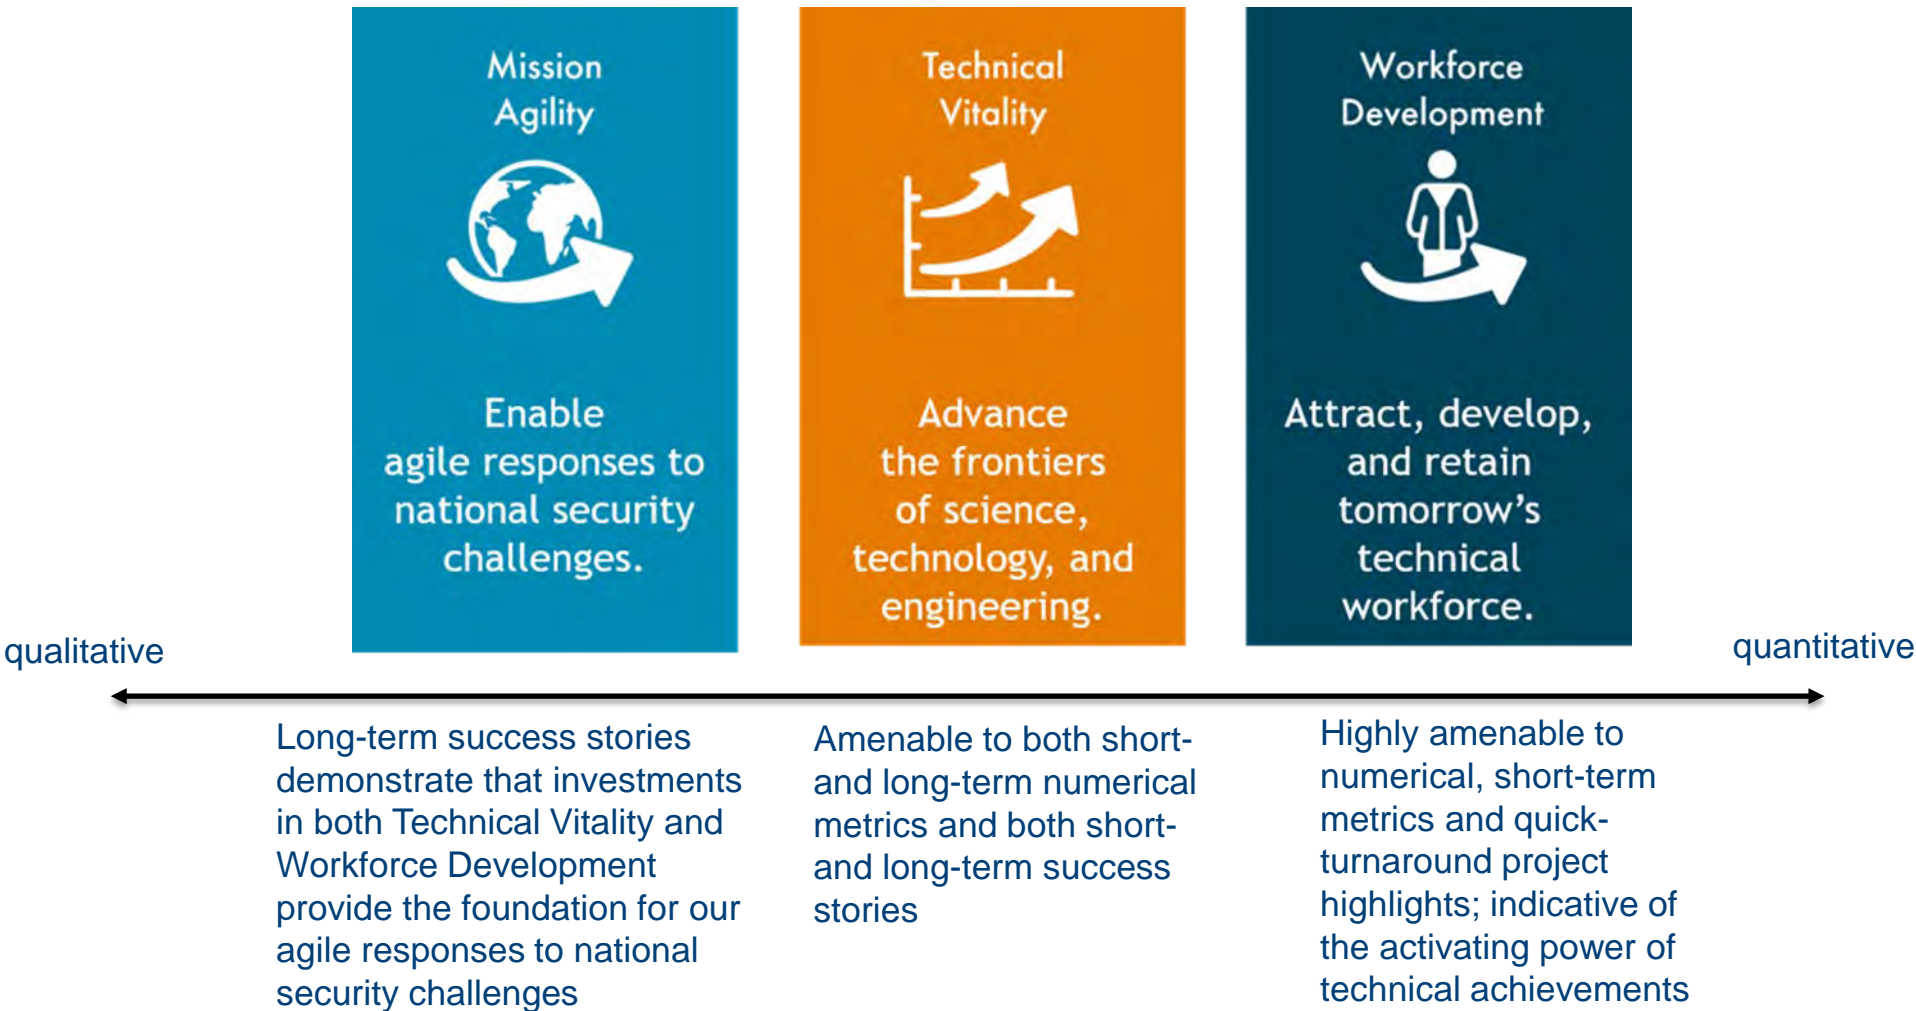 Mission
Agility
Enable
agile responses to
national security
challenges.
Technical
Vitality
Advance
the frontiers
of science,
technology, and
engineering.
Workforce
Development
Attract, develop,
and retain
tomorrow’s
technical
workforce.
qualitative
quantitative
Long-term success stories
demonstrate that investments
in both Technical Vitality and
Workforce Development
provide the foundation for our
agile responses to national
security challenges
Amenable to both short-
and long-term numerical
metrics and both short-
and long-term success
stories
Highly amenable to
numerical, short-term
metrics and quick-
turnaround project
highlights; indicative of
the activating power of
technical achievements